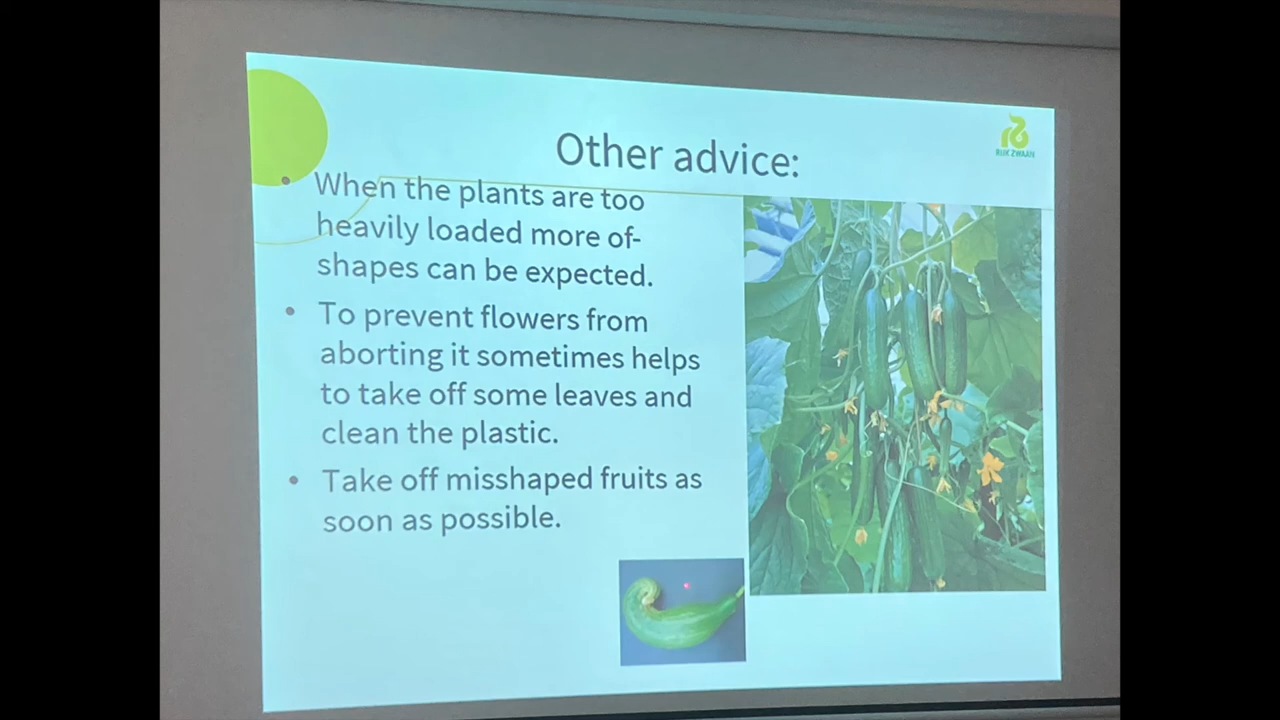 Other advice:
RIJK ZWAAN
• When the plants are too
heavily loaded more of-
shapes can be expected.
• To prevent flowers from
aborting it sometimes helps
to take off some leaves and
clean the plastic.
• Take off misshaped fruits as
soon as possible.